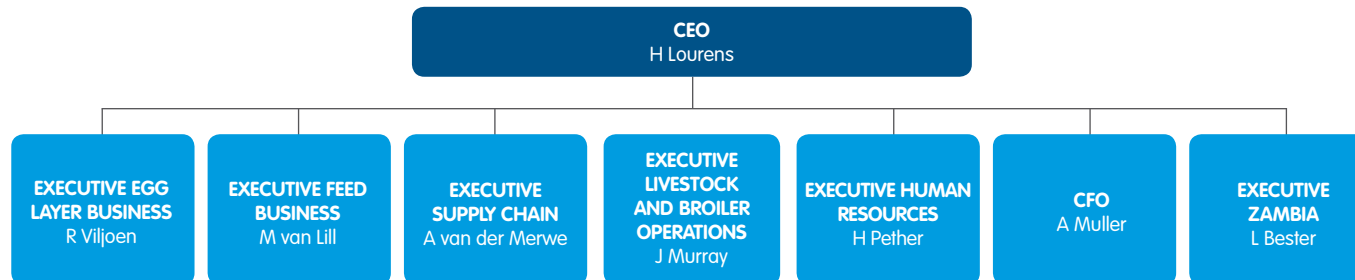 CEO
H Lourens
EXECUTIVE EGG
LAYER BUSINESS
R Viljoen
EXECUTIVE FEED
BUSINESS
M van Lill
EXECUTIVE
SUPPLY CHAIN
A van der Merwe
EXECUTIVE
LIVESTOCK
AND BROILER
OPERATIONS
J Murray
EXECUTIVE HUMAN
RESOURCES
H Pether
CFO
A Muller
EXECUTIVE
ZAMBIA
L Bester